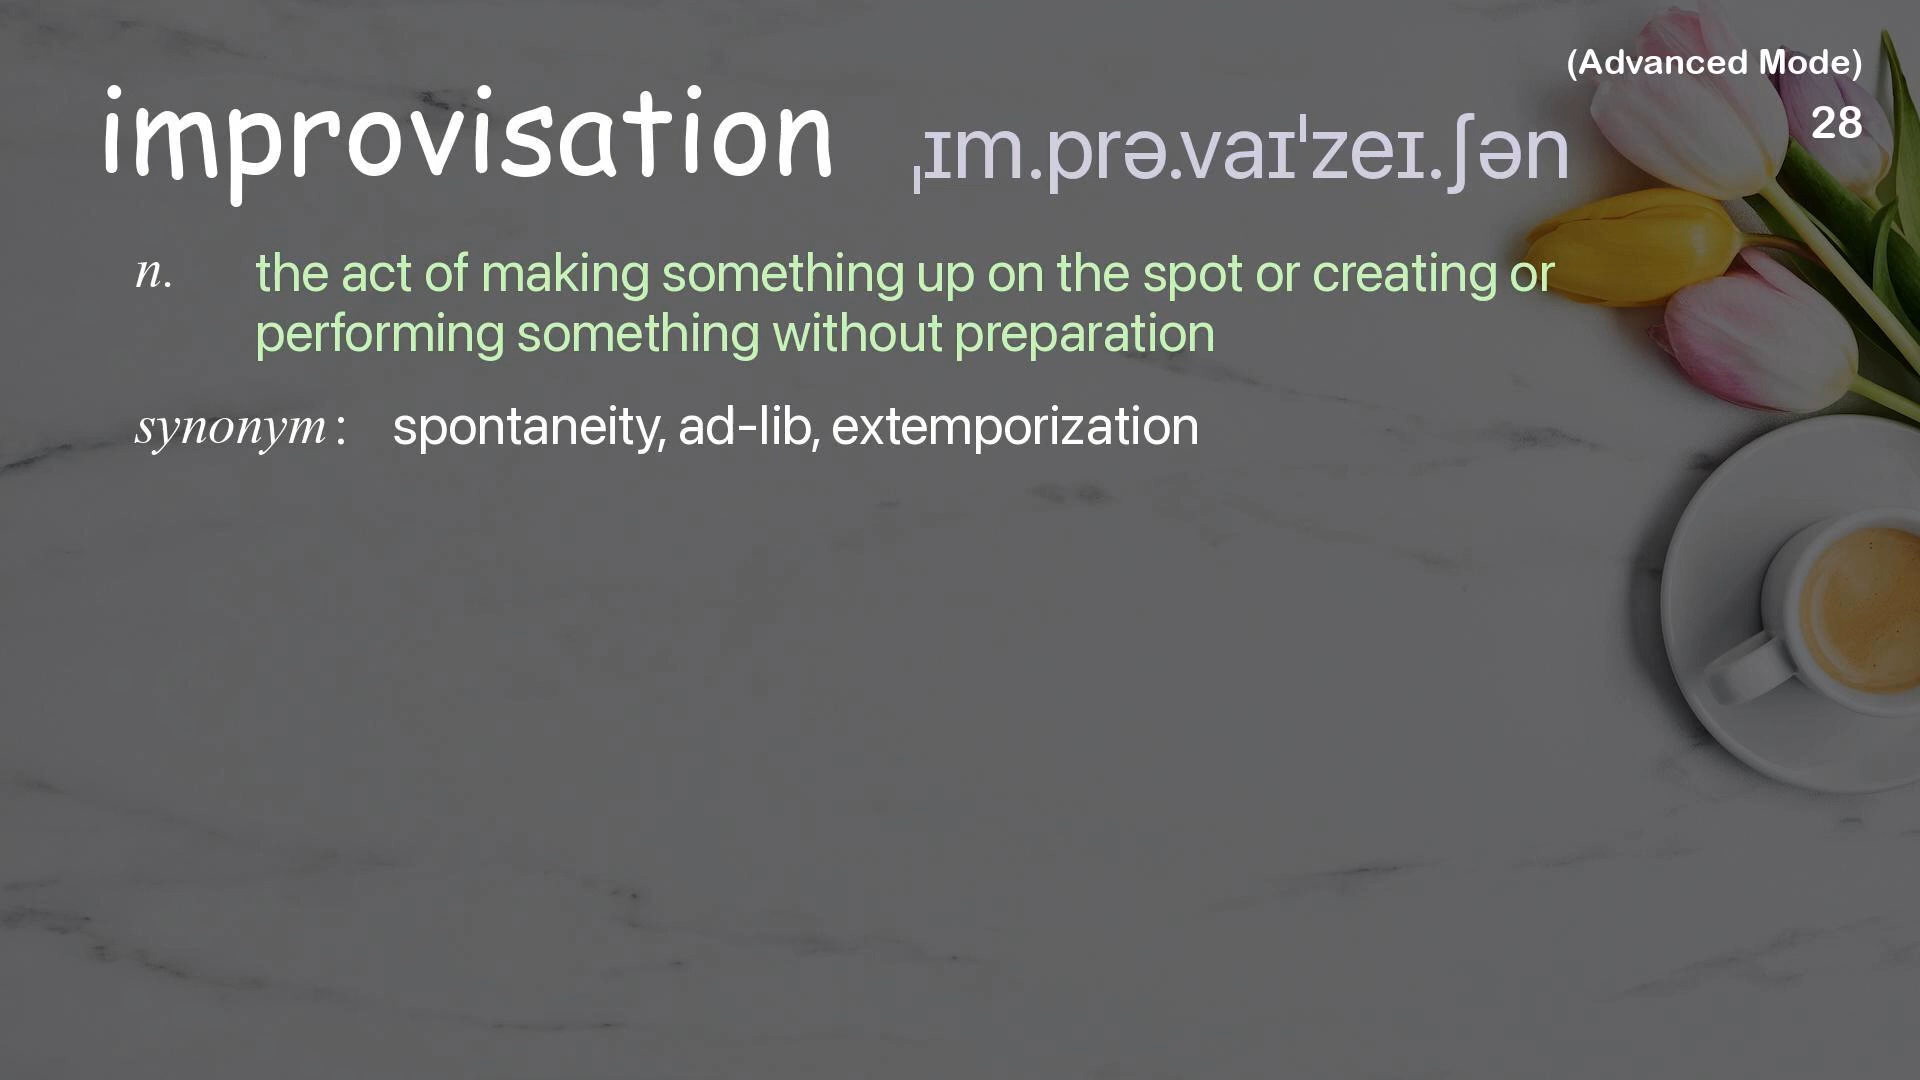 (Advanced Mode)
improvisation ˌɪm.prə.vaɪˈzeɪ.ʃən
28
n. the act of making something up on the spot or creating or
performing something without preparation
synonym : spontaneity, ad-lib, extemporization